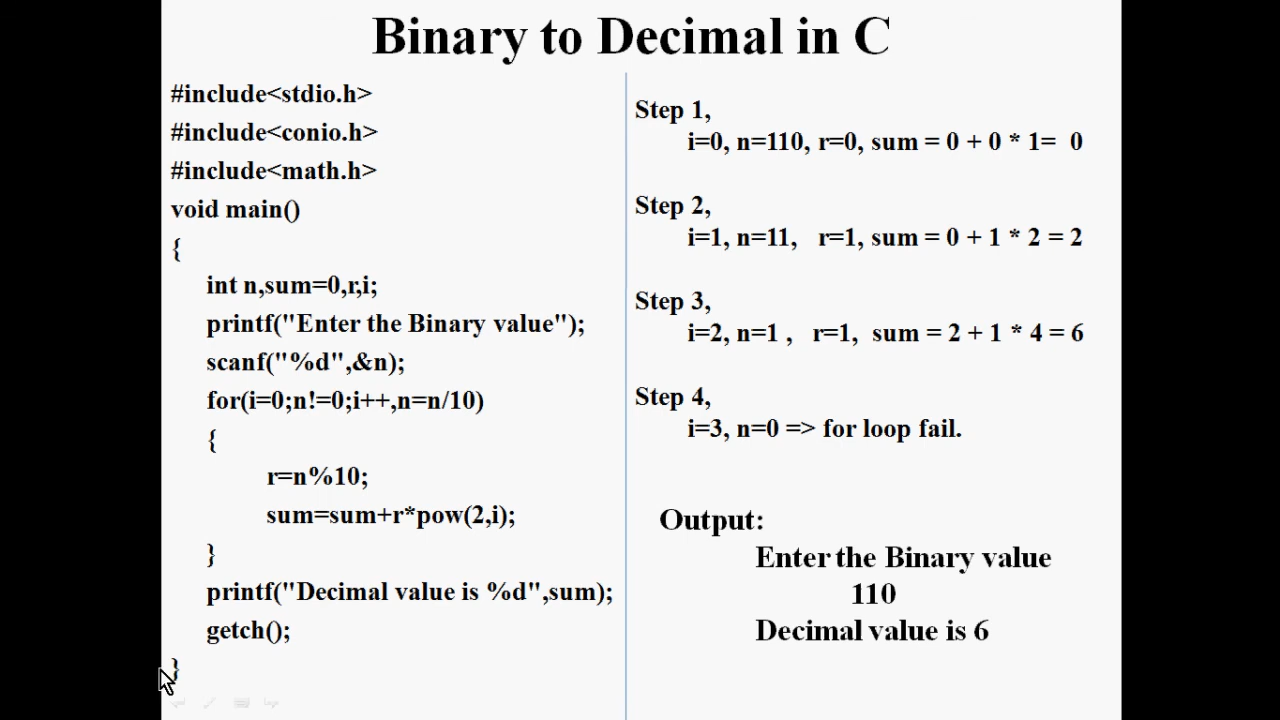 Binary to Decimal in C
#include<stdio.h>
#include<conio.h>
#include<math.h>
void main()
{
int n,sum=0,r,i;
printf("Enter the Binary value");
scanf("%d",&n);
for(i=0;n!=0;i++,n=n/10)
{
r=n%10;
sum=sum+r*pow(2,i);
}
printf("Decimal value is %d",sum);
getch();
}
Step 1,
i=0, n=110, r=0, sum = 0 + 0 * 1= 0
Step 2,
i=1, n=11, r=1, sum = 0 + 1 * 2 = 2
Step 3,
i=2, n=1 , r=1, sum = 2 + 1 * 4 = 6
Step 4,
i=3, n=0 => for loop fail.
Output:
Enter the Binary value
110
Decimal value is 6